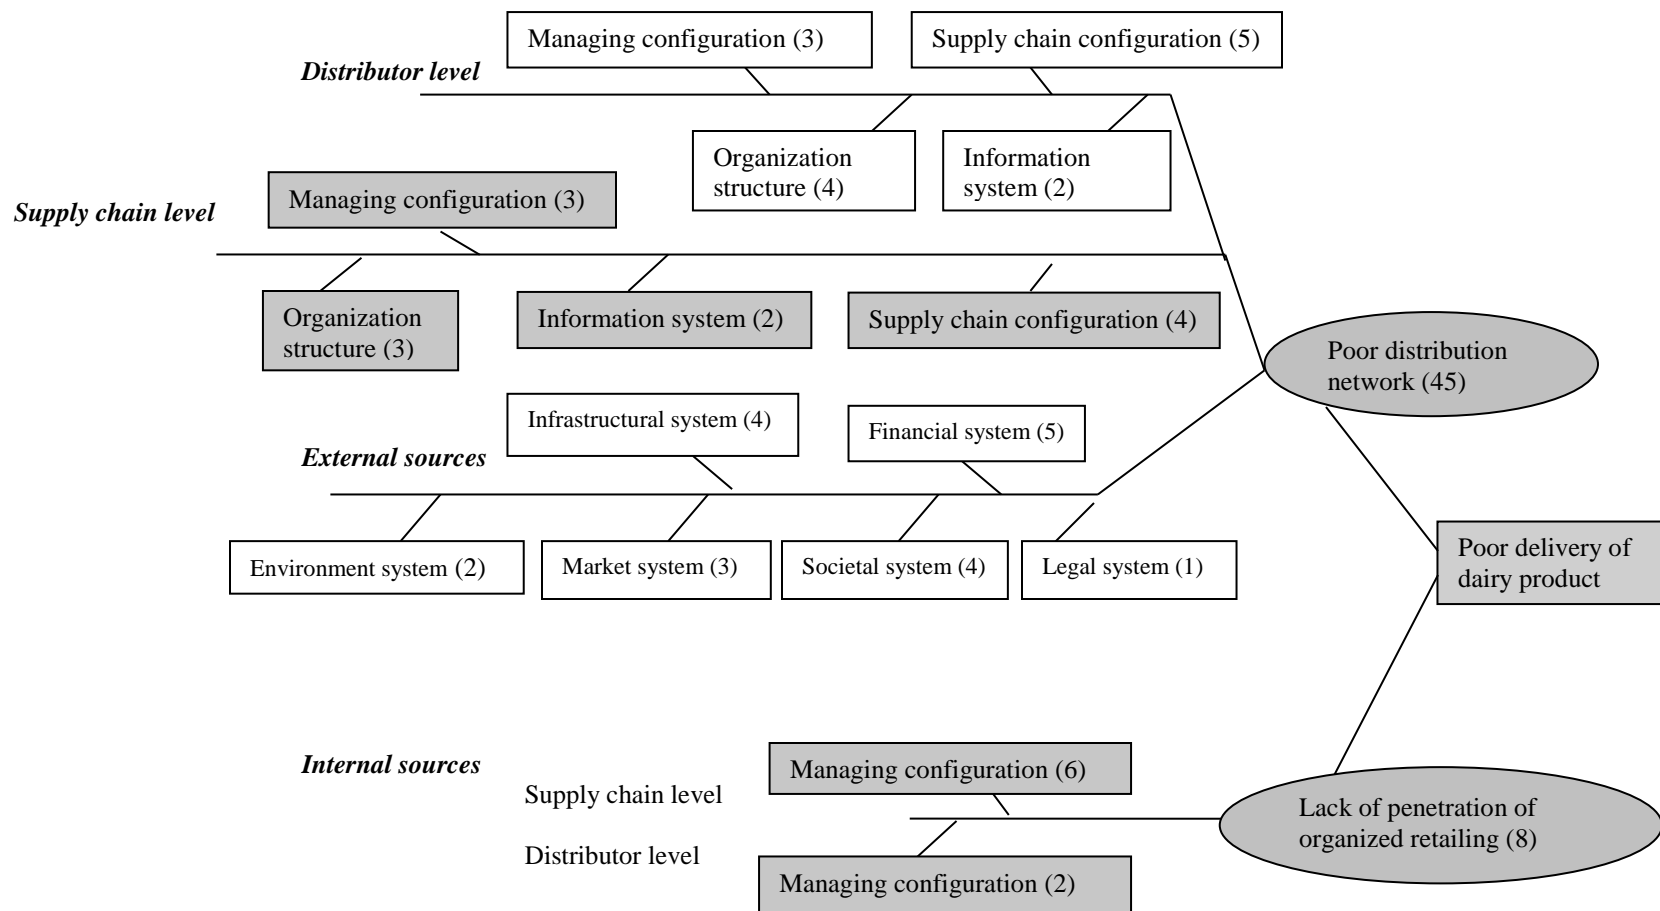 Managing configuration (3)
Supply chain configuration (5)
Distributor level
Organization
structure (4)
Information
system (2)
Managing configuration (3)
Supply chain level
Organization
structure (3)
Information system (2)
Supply chain configuration (4)
Poor distribution
network (45)
Infrastructural system (4)
Financial system (5)
External sources
Environment system (2)
Market system (3)
Societal system (4)
Legal system (1)
Poor delivery of
dairy product
Internal sources
Managing configuration (6)
Supply chain level
Lack of penetration of
organized retailing (8)
Distributor level
Managing configuration (2)